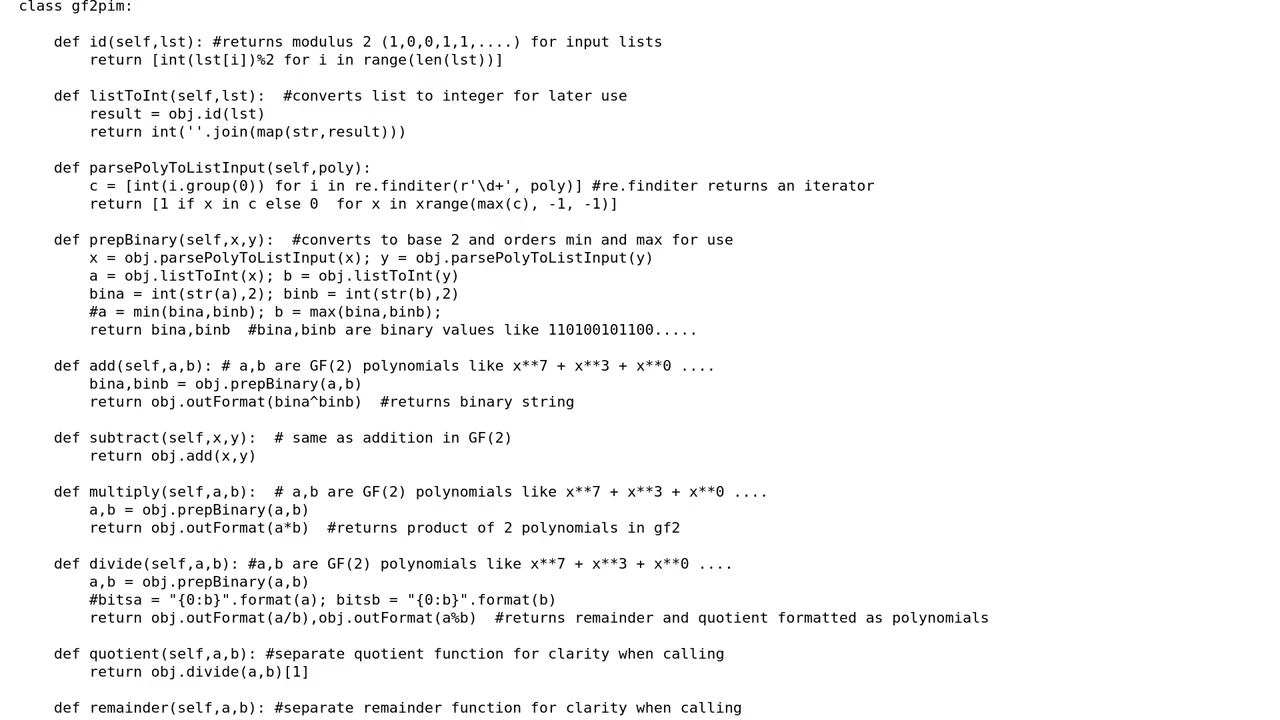 class gf2pim:
def id(self,lst): #returns modulus 2 (1,0,0,1,1,....) for input lists
return [int(lst[i])%2 for i in range(len(lst))]
def listToInt(self,lst):  #converts list to integer for later use
result = obj.id(lst)
return int(''.join(map(str,result)))
def parsePolyToListInput(self,poly):
c = [int(i.group(0)) for i in re.finditer(r'\d+', poly)] #re.finditer returns an iterator
return [1 if x in c else 0  for x in xrange(max(c), -1, -1)]
def prepBinary(self,x,y):  #converts to base 2 and orders min and max for use
x = obj.parsePolyToListInput(x); y = obj.parsePolyToListInput(y)
a = obj.listToInt(x); b = obj.listToInt(y)
bina = int(str(a),2); binb = int(str(b),2)
#a = min(bina,binb); b = max(bina,binb);
return bina,binb  #bina,binb are binary values like 110100101100.....
def add(self,a,b): # a,b are GF(2) polynomials like x**7 + x**3 + x**0 ....
bina,binb = obj.prepBinary(a,b)
return obj.outFormat(bina^binb)  #returns binary string
def subtract(self,x,y):  # same as addition in GF(2)
return obj.add(x,y)
def multiply(self,a,b):  # a,b are GF(2) polynomials like x**7 + x**3 + x**0 ....
a,b = obj.prepBinary(a,b)
return obj.outFormat(a*b)  #returns product of 2 polynomials in gf2
def divide(self,a,b): #a,b are GF(2) polynomials like x**7 + x**3 + x**0 ....
a,b = obj.prepBinary(a,b)
#bitsa = "{0:b}".format(a); bitsb = "{0:b}".format(b)
return obj.outFormat(a/b),obj.outFormat(a%b)  #returns remainder and quotient formatted as polynomials
def quotient(self,a,b): #separate quotient function for clarity when calling
return obj.divide(a,b)[1]
def remainder(self,a,b): #separate remainder function for clarity when calling